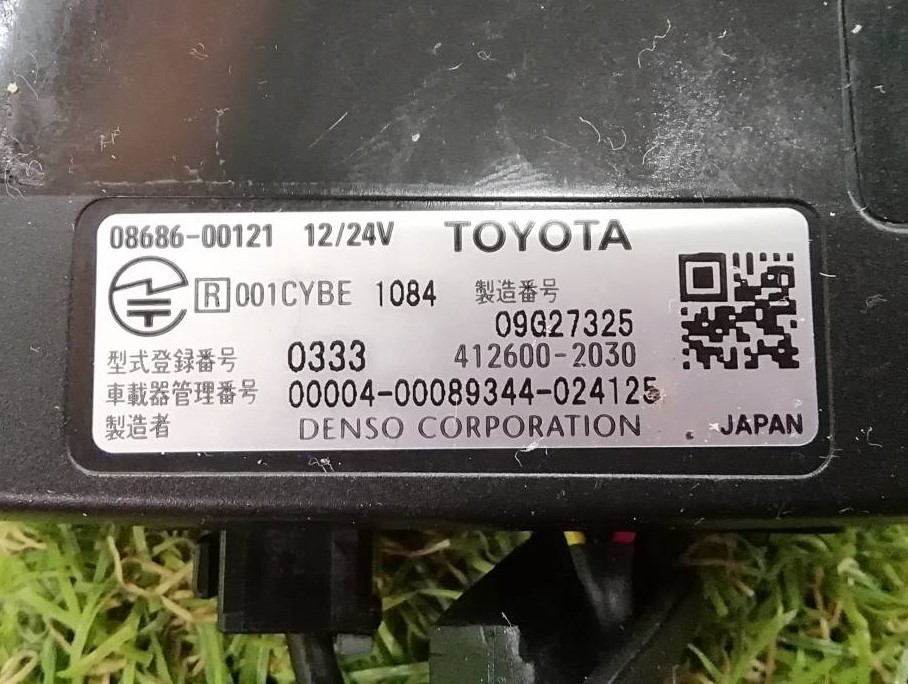 08686-00121 12/24V TOYOTA
R 001CYBE 1084 製造番号
09G27325
型式登録番号 0333 412600-2030
車載器管理番号 00004-00089344-024125
製造者 DENSO CORPORATION JAPAN